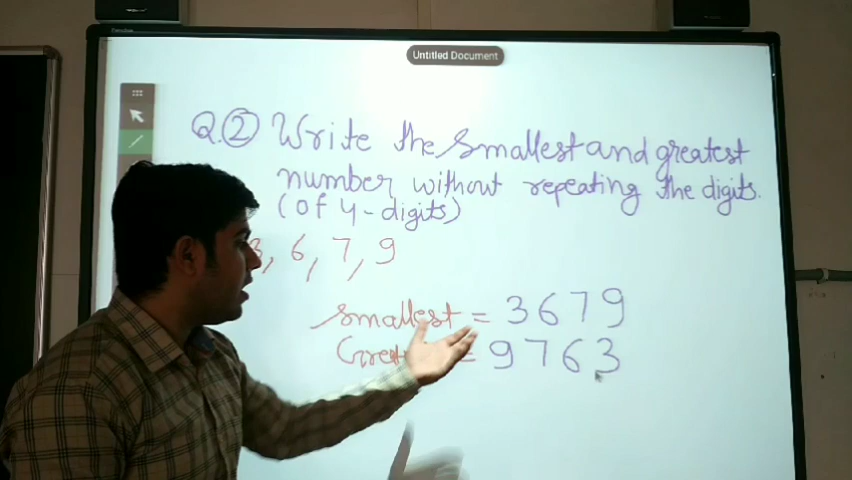 Untitled Document
Q.② Write the smallest and greatest
number without repeating the digits.
(of 4-digits)
3, 6, 7, 9
Smallest = 3679
= 9763